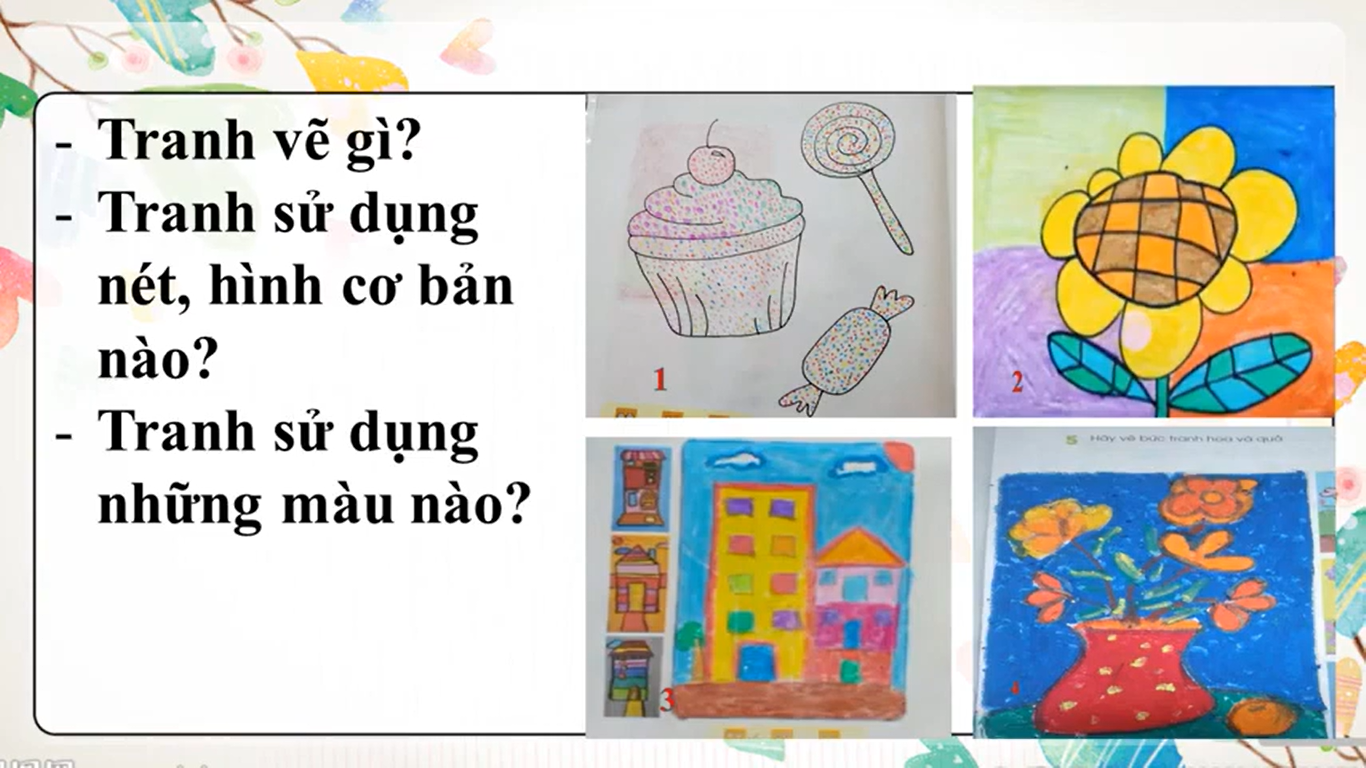 - Tranh vẽ gì?
- Tranh sử dụng
nét, hình cơ bản
nào?
- Tranh sử dụng
những màu nào?
1
2
3
5 Hãy vẽ bức tranh hoa và quả
4